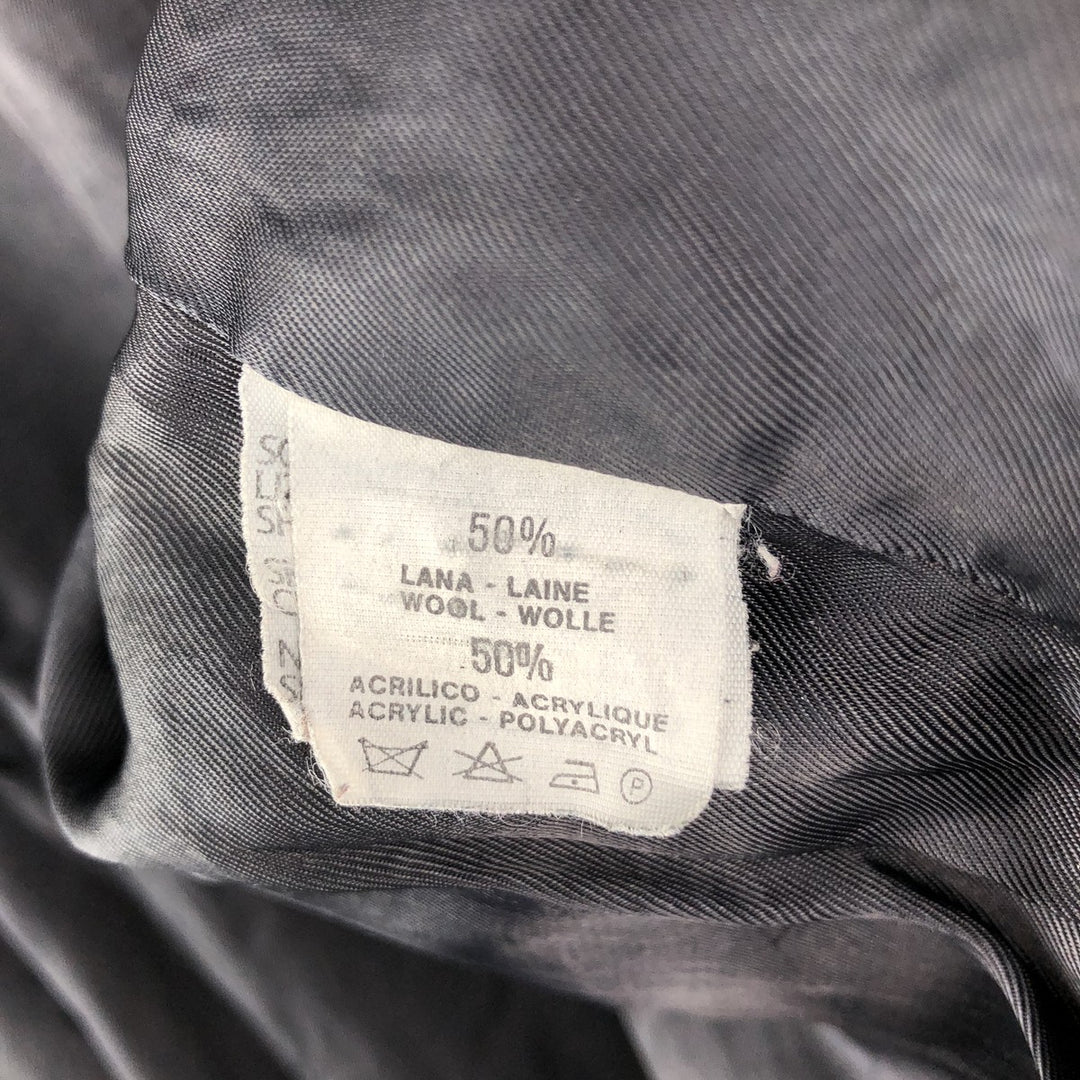 50%
LANA - LAINE
WOOL - WOLLE
50%
ACRILICO - ACRYLIQUE
ACRYLIC - POLYACRYL
P